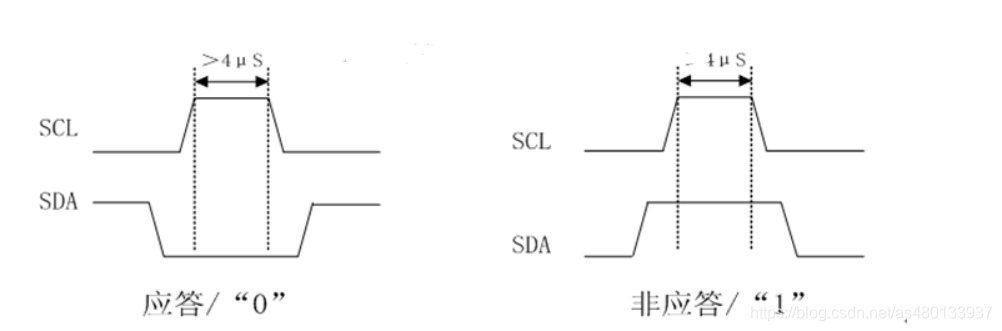 >4μS
4μS
SCL
SCL
SDA
SDA
应答/“0”
非应答/“1”
https://blog.csdn.net/as480133937